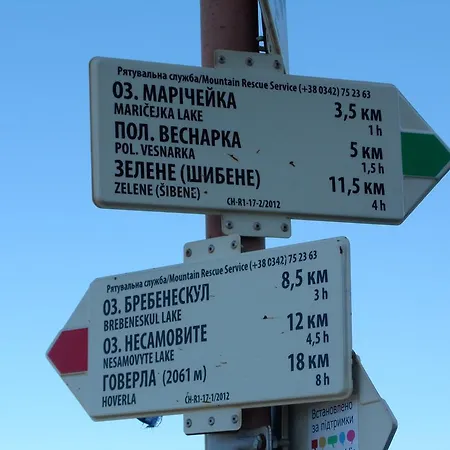 Рятувальна служба/Mountain Rescue Service (+38 0342) 75 23 63
ОЗ. МАРІЧЕЙКА 3,5 КМ
MARIČEJKA LAKE 1 h
ПОЛ. ВЕСНАРКА 5 КМ
POL. VESNARKA 1,5 h
ЗЕЛЕНЕ (ШИБЕНЕ) 11,5 КМ
ZELENE (ŠIBENE) 4 h
CH-R1-17-2/2012
Рятувальна служба/Mountain Rescue Service (+38 0342) 75 23 63
ОЗ. БРЕБЕНЕСКУЛ 8,5 КМ
BREBENESKUL LAKE 3 h
ОЗ. НЕСАМОВИТЕ 12 КМ
NESAMOVYTE LAKE 4,5 h
ГОВЕРЛА (2061 м) 18 КМ
HOVERLA 8 h
CH-R1-17-1/2012
Встановлено
за підтримки